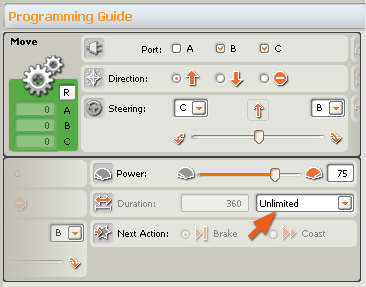 Programming Guide
Move
Port: A B C
Direction:
R
0 A
Steering: C B
0 B
0 C
C Power: 75
Duration: 360 Unlimited
B Next Action: Brake Coast